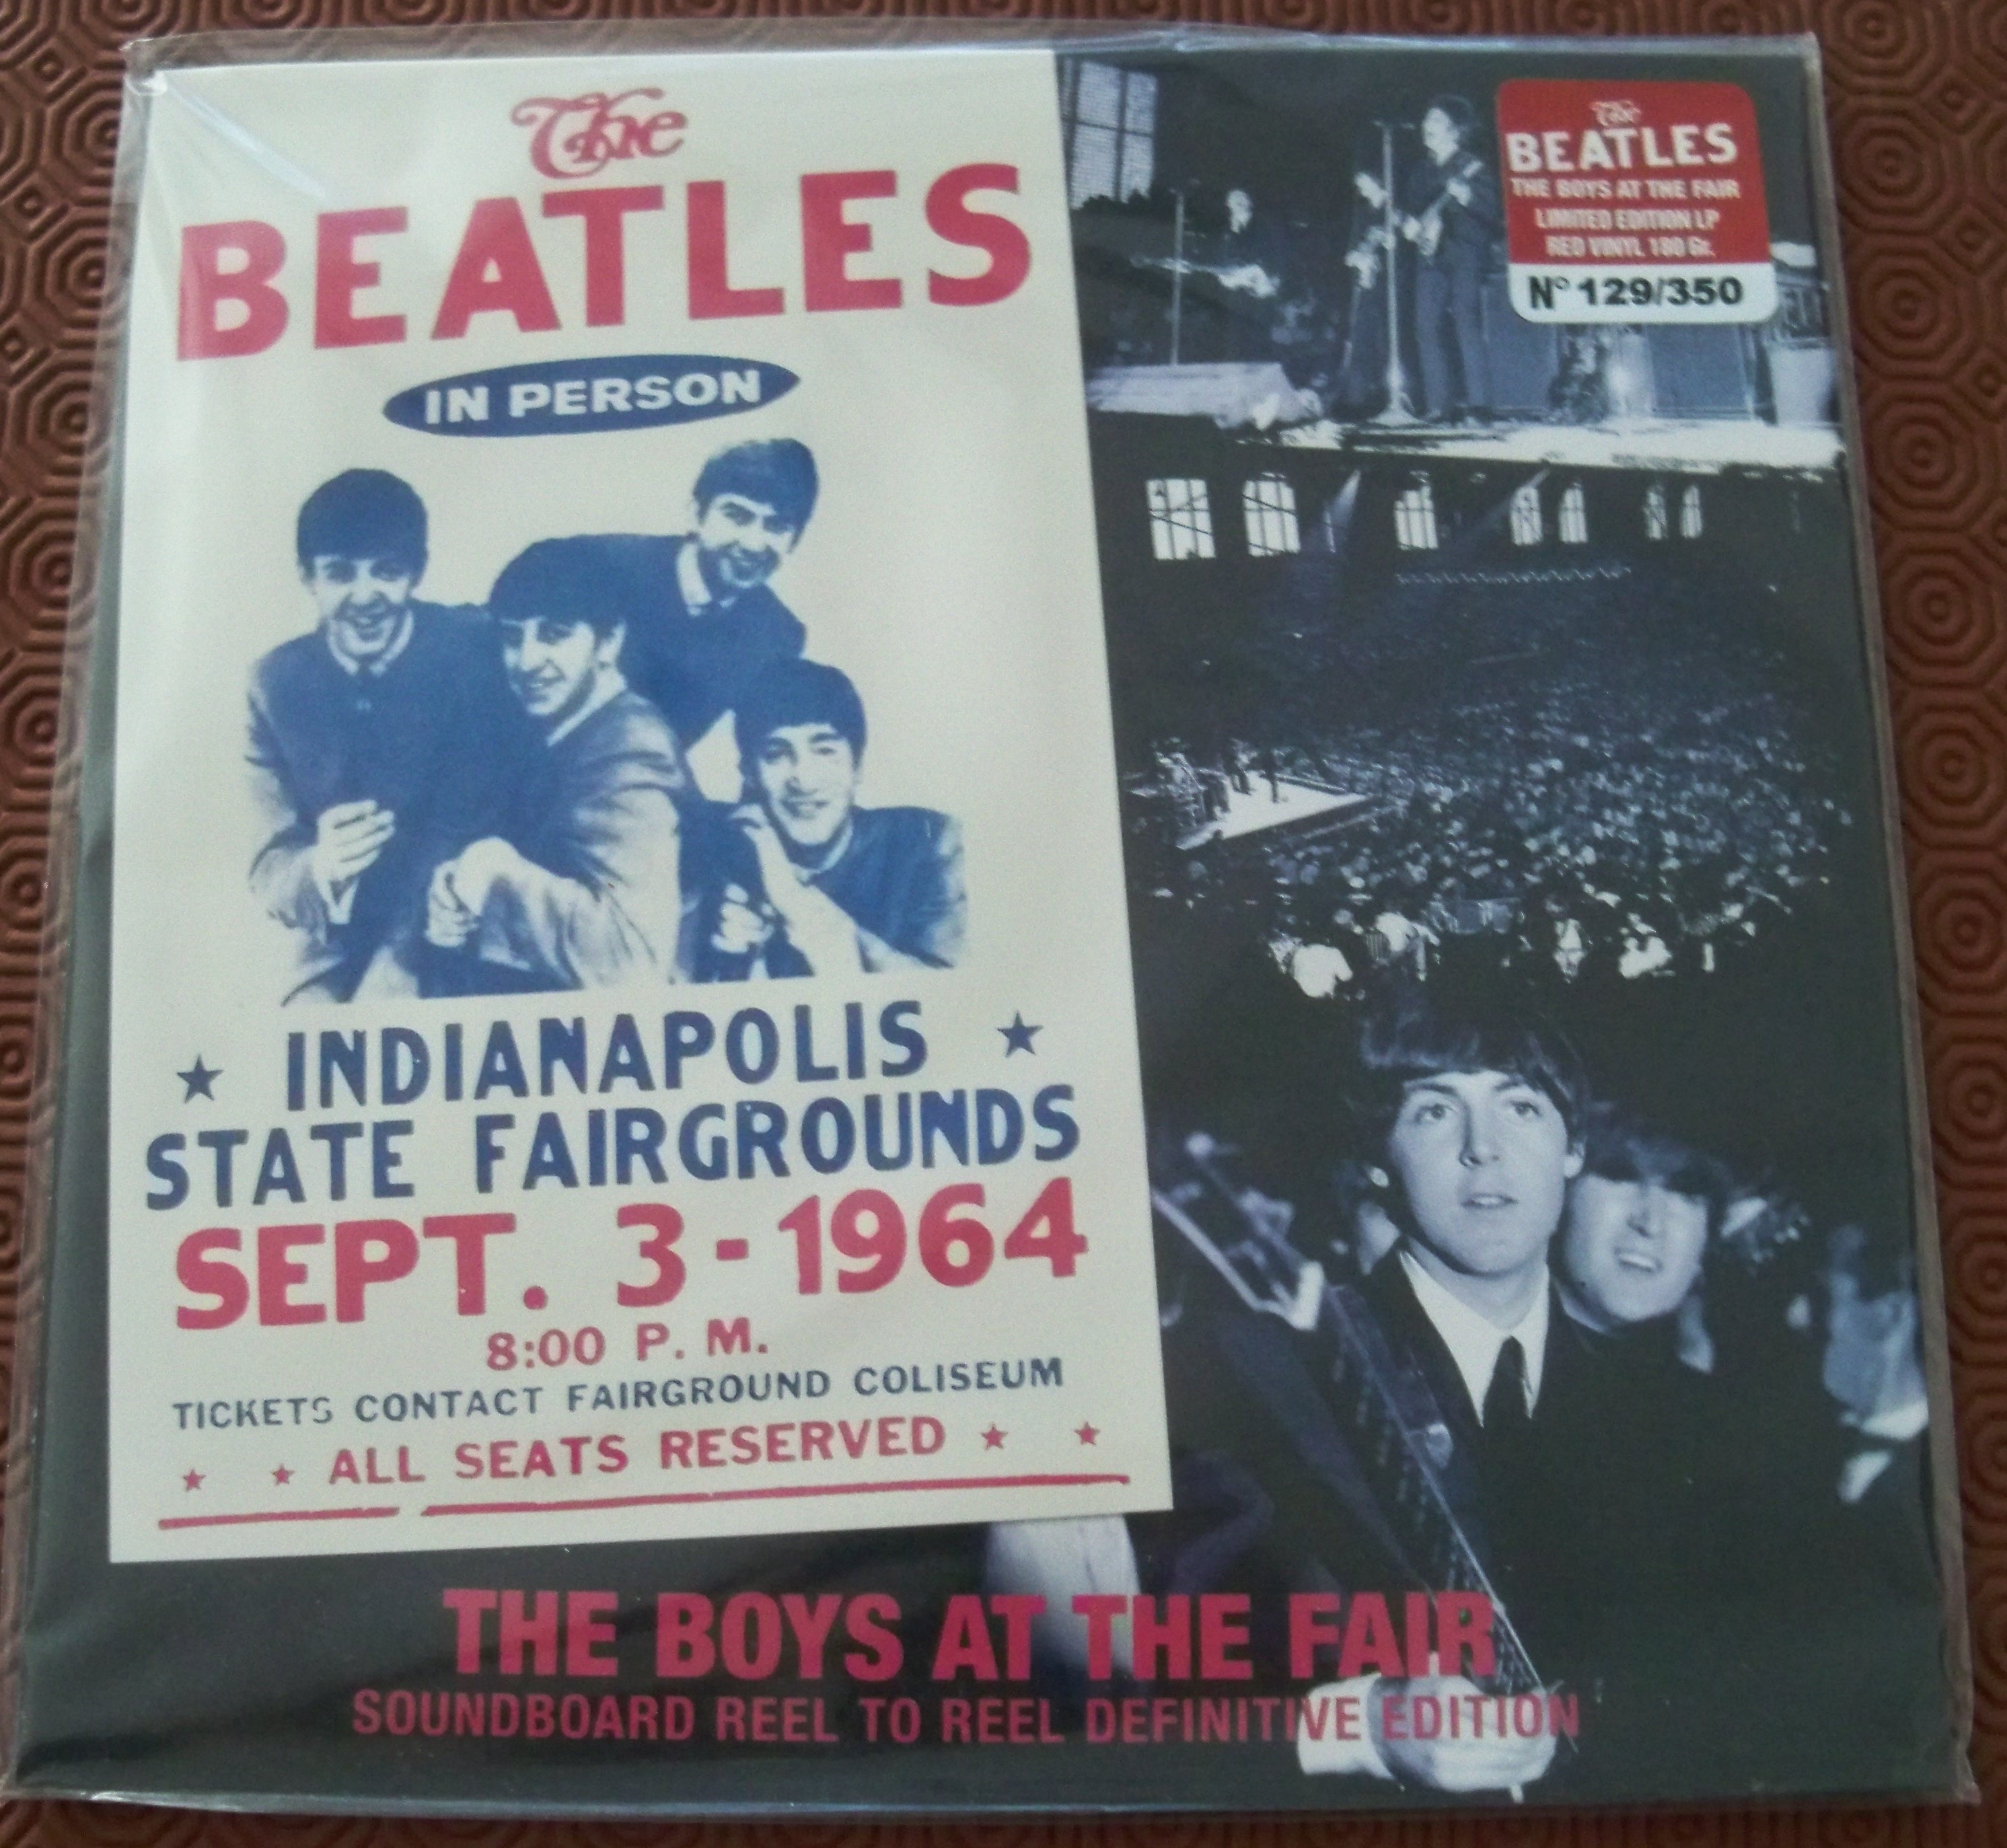 The
BEATLES
IN PERSON
INDIANAPOLIS
STATE FAIRGROUNDS
SEPT. 3-1964
8:00 P. M.
TICKETS CONTACT FAIRGROUND COLISEUM
ALL SEATS RESERVED
The
BEATLES
THE BOYS AT THE FAIR
LIMITED EDITION LP
RED VINYL 180 Gr.
N° 129/350
THE BOYS AT THE FAIR
SOUNDBOARD REEL TO REEL DEFINITIVE EDITION